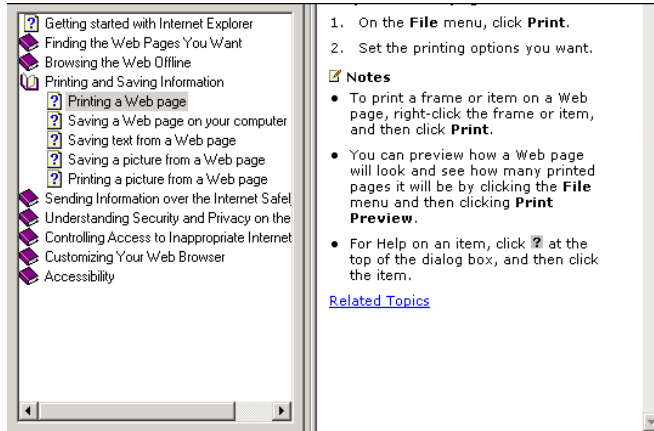 Getting started with Internet Explorer
Finding the Web Pages You Want
Browsing the Web Offline
Printing and Saving Information
Printing a Web page
Saving a Web page on your computer
Saving text from a Web page
Saving a picture from a Web page
Printing a picture from a Web page
Sending Information over the Internet Safel
Understanding Security and Privacy on the
Controlling Access to Inappropriate Internet
Customizing Your Web Browser
Accessibility
1. On the File menu, click Print.
2. Set the printing options you want.
Notes
• To print a frame or item on a Web
page, right-click the frame or item,
and then click Print.
• You can preview how a Web page
will look and see how many printed
pages it will be by clicking the File
menu and then clicking Print
Preview.
• For Help on an item, click ? at the
top of the dialog box, and then click
the item.
Related Topics